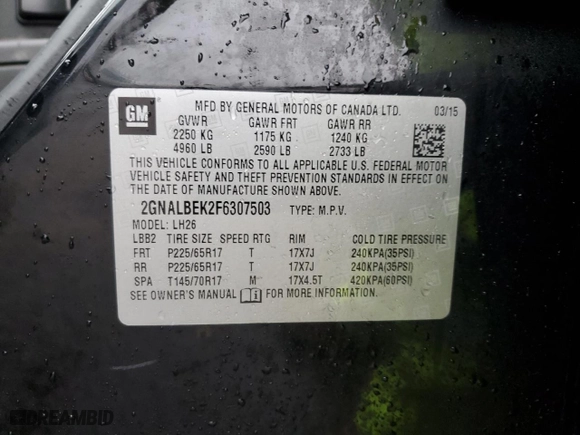 GM
MFD BY GENERAL MOTORS OF CANADA LTD. 03/15
GVWR GAWR FRT GAWR RR
2250 KG 1175 KG 1240 KG
4960 LB 2590 LB 2733 LB
THIS VEHICLE CONFORMS TO ALL APPLICABLE U.S. FEDERAL MOTOR
VEHICLE SAFETY AND THEFT PREVENTION STANDARDS IN EFFECT ON THE
DATE OF MANUFACTURE SHOWN ABOVE.
2GNALBEK2F6307503 TYPE: M.P.V.
MODEL: LH26
LBB2 TIRE SIZE SPEED RTG RIM COLD TIRE PRESSURE
FRT P225/65R17 T 17X7J 240KPA(35PSI)
RR P225/65R17 T 17X7J 240KPA(35PSI)
SPA T145/70R17 M 17X4.5T 420KPA(60PSI)
SEE OWNER'S MANUAL FOR MORE INFORMATION.
DREAMBID